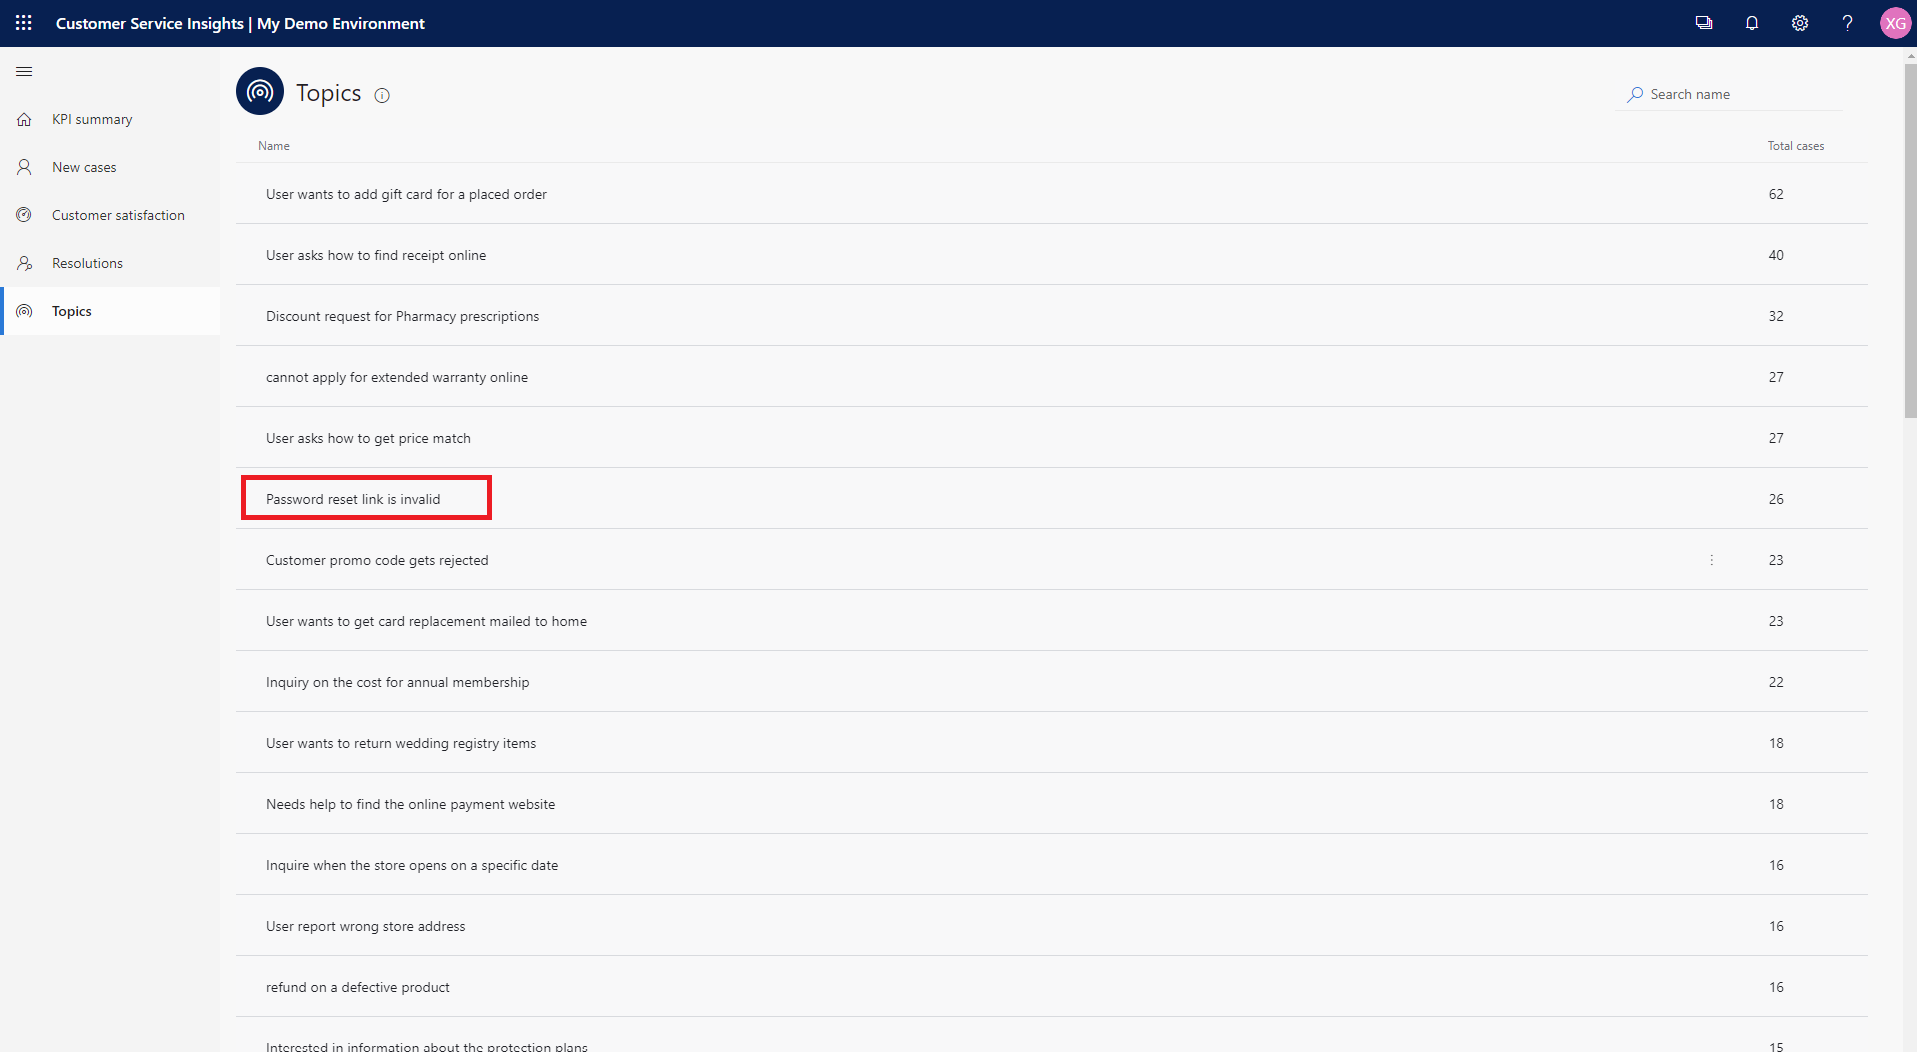 Customer Service Insights | My Demo Environment
XG
KPI summary
New cases
Customer satisfaction
Resolutions
Topics
Topics
Search name
Name Total cases
User wants to add gift card for a placed order 62
User asks how to find receipt online 40
Discount request for Pharmacy prescriptions 32
cannot apply for extended warranty online 27
User asks how to get price match 27
Password reset link is invalid 26
Customer promo code gets rejected 23
User wants to get card replacement mailed to home 23
Inquiry on the cost for annual membership 22
User wants to return wedding registry items 18
Needs help to find the online payment website 18
Inquire when the store opens on a specific date 16
User report wrong store address 16
refund on a defective product 16
Interested in information about the protection plans 15